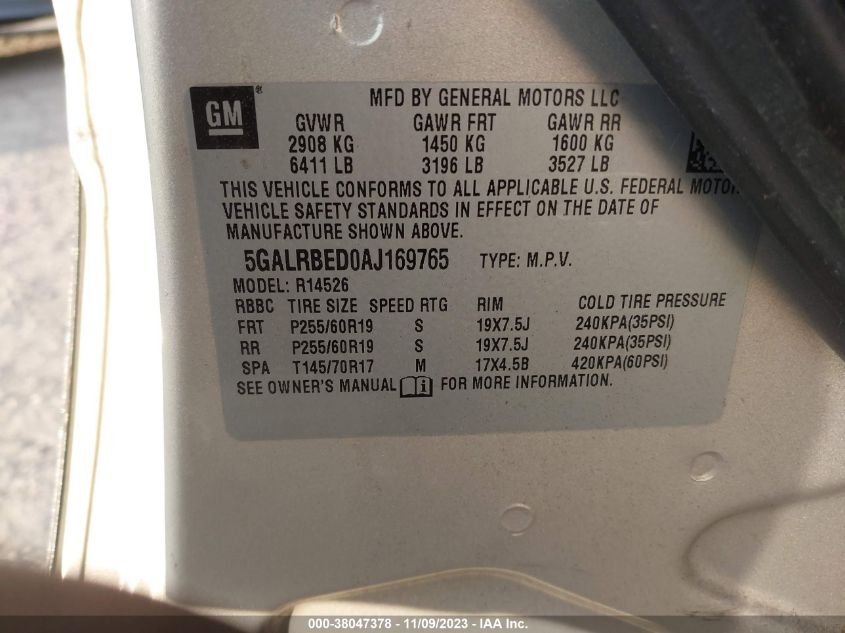 GM ®
MFD BY GENERAL MOTORS LLC
GVWR GAWR FRT GAWR RR
2908 KG 1450 KG 1600 KG
6411 LB 3196 LB 3527 LB
THIS VEHICLE CONFORMS TO ALL APPLICABLE U.S. FEDERAL MOTOR
VEHICLE SAFETY STANDARDS IN EFFECT ON THE DATE OF
MANUFACTURE SHOWN ABOVE.
5GALRBED0AJ169765 TYPE: M.P.V.
MODEL: R14526
RBBC TIRE SIZE SPEED RTG RIM COLD TIRE PRESSURE
FRT P255/60R19 S 19X7.5J 240KPA(35PSI)
RR P255/60R19 S 19X7.5J 240KPA(35PSI)
SPA T145/70R17 M 17X4.5B 420KPA(60PSI)
SEE OWNER'S MANUAL i FOR MORE INFORMATION.
000-38047378 - 11/09/2023 - IAA Inc.